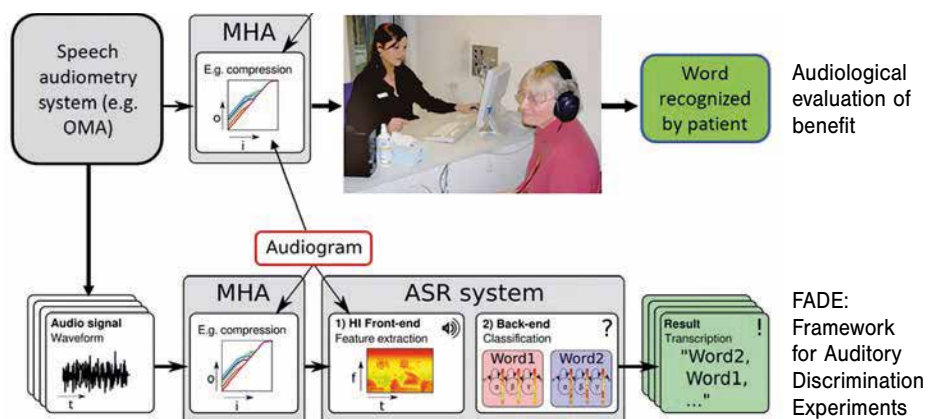 Speech
audiometry
system (e.g.
OMA)
MHA
E.g. compression
o
i
Word
recognized
by patient
Audiological
evaluation of
benefit
Audiogram
Audio signal
Waveform
t
MHA
E.g. compression
o
i
ASR system
1) HI Front-end
Feature extraction
f
t
2) Back-end
Classification
?
Word1
Word2
Result
Transcription
!
"Word2,
Word1,
..."
FADE:
Framework
for Auditory
Discrimination
Experiments